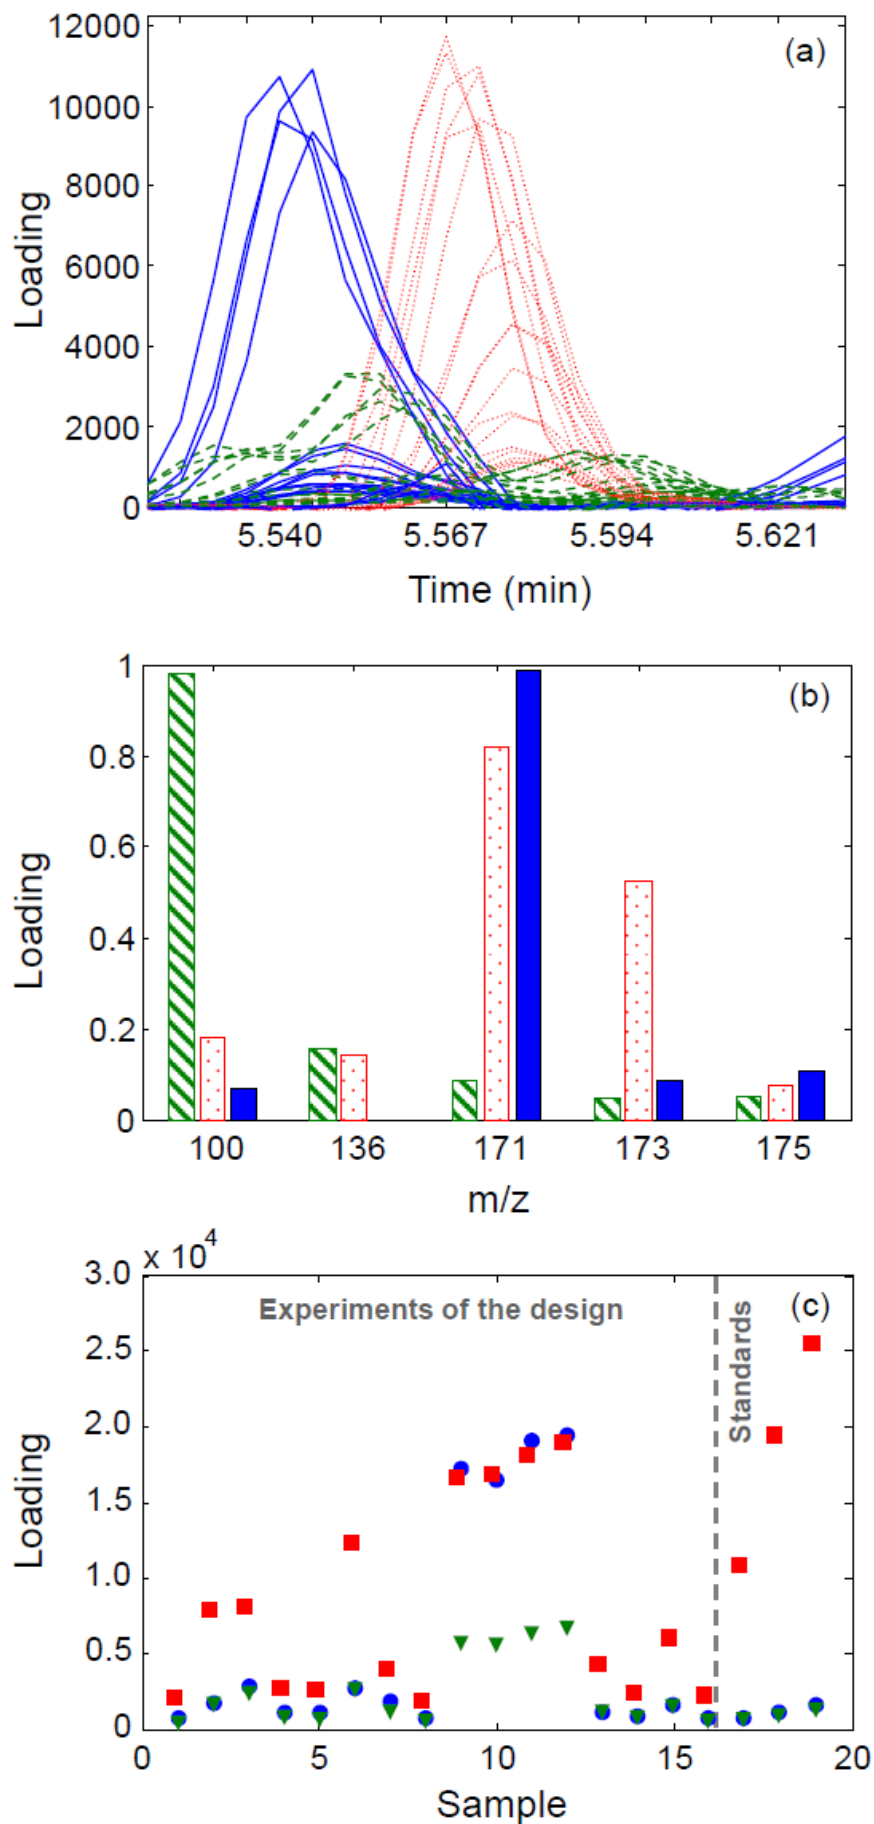 12000
(a)
10000
8000
6000
4000
2000
0
Loading
5.540 5.567 5.594 5.621
Time (min)
1
(b)
0.8
0.6
0.4
0.2
0
Loading
100 136 171 173 175
m/z
x 10^4
3.0
Experiments of the design
(c)
Standards
2.5
2.0
1.5
1.0
0.5
0
Loading
0 5 10 15 20
Sample